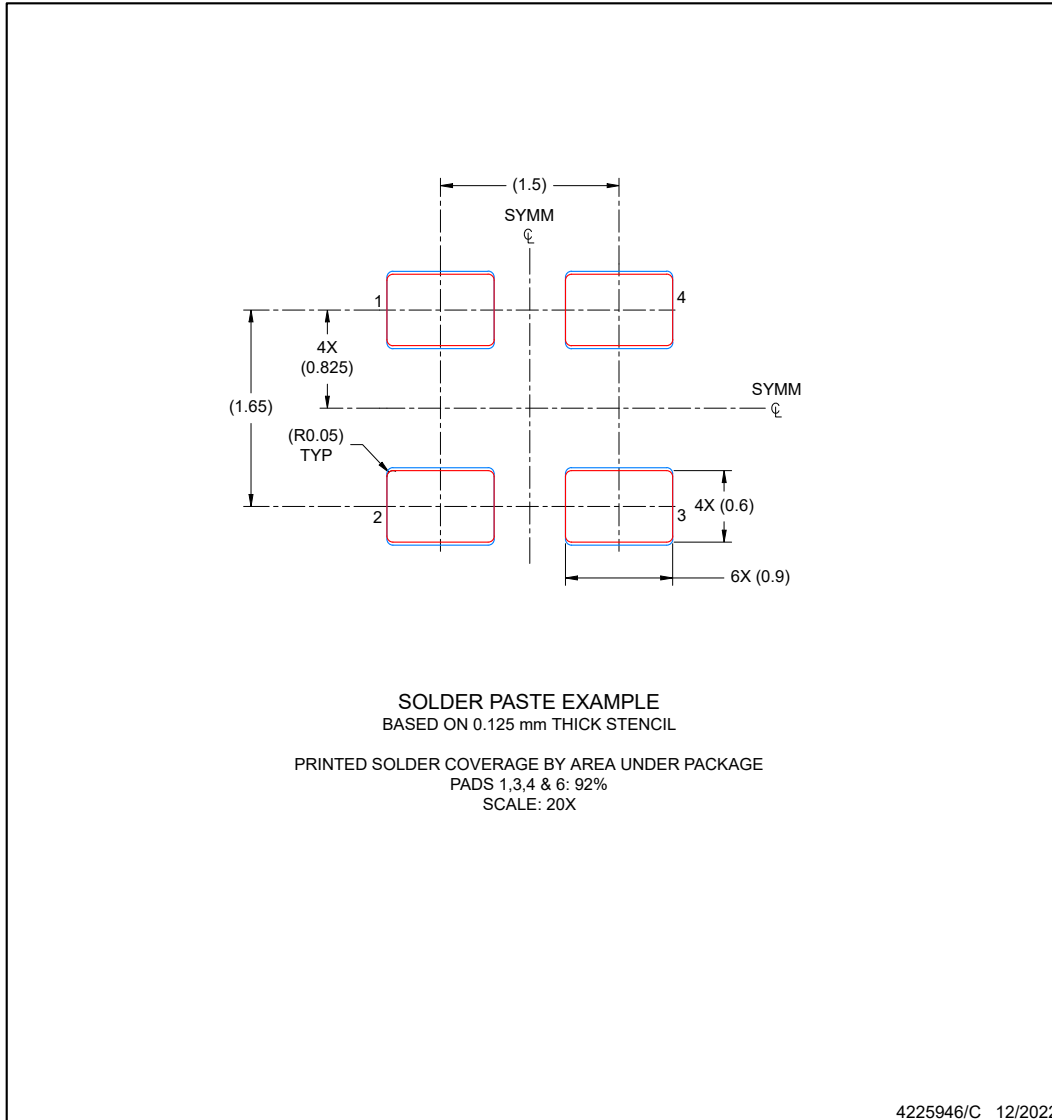 (1.5)
SYMM
℄
1
4
4X
(0.825)
SYMM
℄
(1.65)
(R0.05)
TYP
2
3
4X (0.6)
6X (0.9)
SOLDER PASTE EXAMPLE
BASED ON 0.125 mm THICK STENCIL
PRINTED SOLDER COVERAGE BY AREA UNDER PACKAGE
PADS 1,3,4 & 6: 92%
SCALE: 20X
4225946/C 12/2022